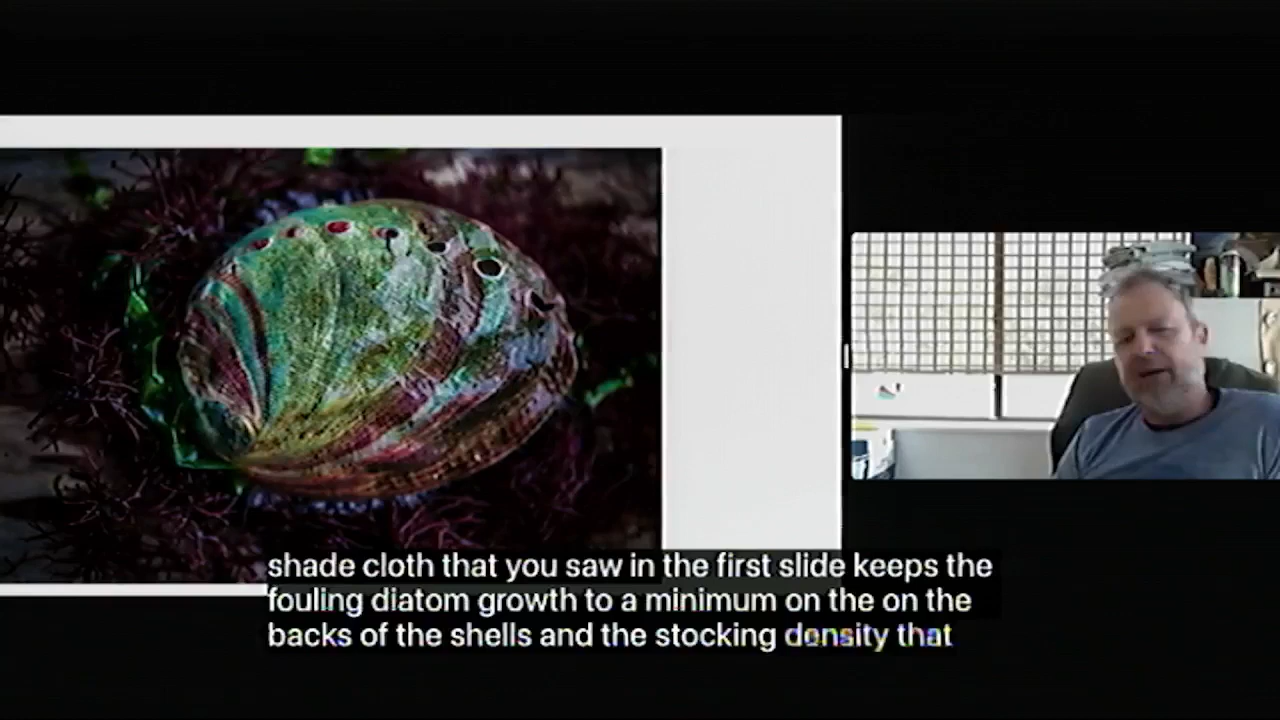 shade cloth that you saw in the first slide keeps the
fouling diatom growth to a minimum on the on the
backs of the shells and the stocking density that